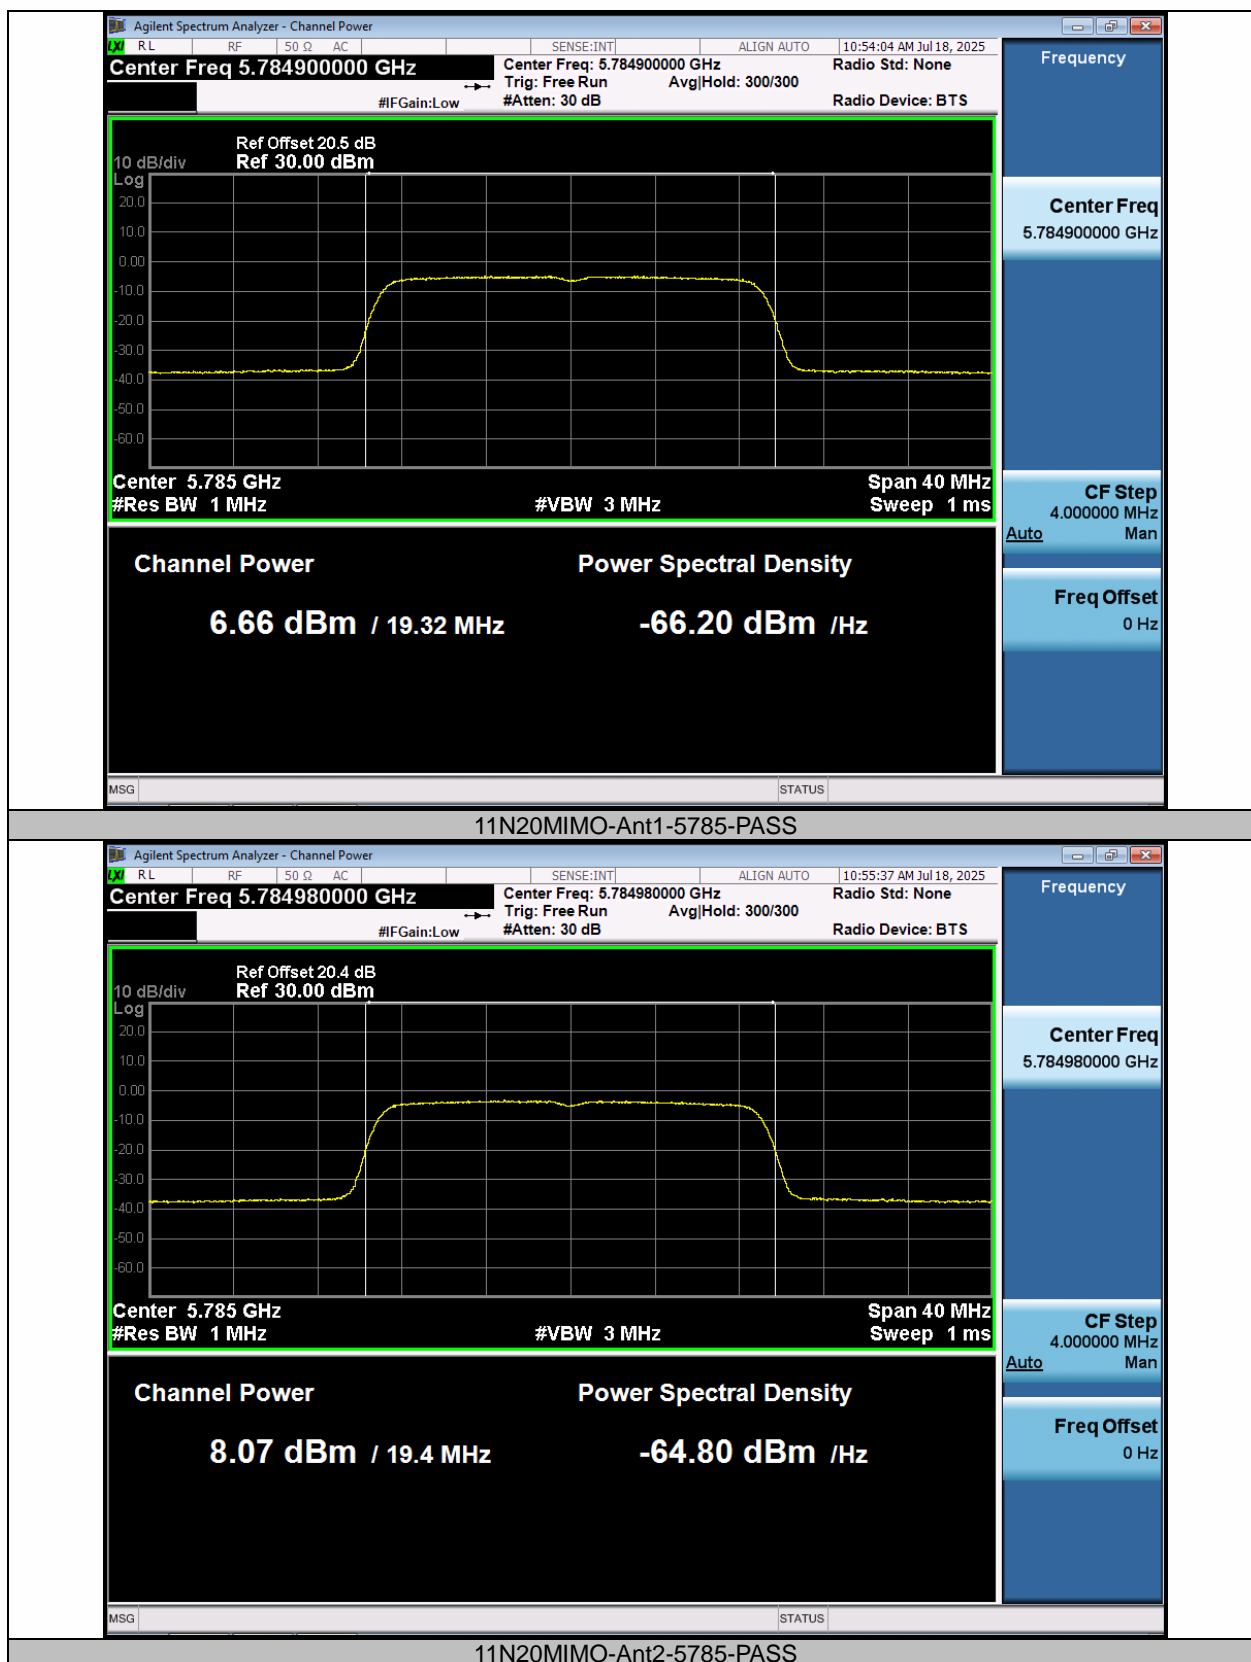 Agilent Spectrum Analyzer - Channel Power
LXI RL RF 50 Ω AC SENSE:INT ALIGN AUTO 10:54:04 AM Jul 18, 2025
Center Freq 5.784900000 GHz
Center Freq: 5.784900000 GHz Radio Std: None
Trig: Free Run Avg|Hold: 300/300
#IFGain:Low #Atten: 30 dB Radio Device: BTS
Frequency
Ref Offset 20.5 dB
10 dB/div Ref 30.00 dBm
Log
20.0
10.0
0.00
-10.0
-20.0
-30.0
-40.0
-50.0
-60.0
Center 5.785 GHz Span 40 MHz
#Res BW 1 MHz #VBW 3 MHz Sweep 1 ms
Center Freq
5.784900000 GHz
CF Step
4.000000 MHz
Auto Man
Freq Offset
0 Hz
Channel Power Power Spectral Density
6.66 dBm / 19.32 MHz -66.20 dBm /Hz
MSG STATUS
11N20MIMO-Ant1-5785-PASS
Agilent Spectrum Analyzer - Channel Power
LXI RL RF 50 Ω AC SENSE:INT ALIGN AUTO 10:55:37 AM Jul 18, 2025
Center Freq 5.784980000 GHz
Center Freq: 5.784980000 GHz Radio Std: None
Trig: Free Run Avg|Hold: 300/300
#IFGain:Low #Atten: 30 dB Radio Device: BTS
Frequency
Ref Offset 20.4 dB
10 dB/div Ref 30.00 dBm
Log
20.0
10.0
0.00
-10.0
-20.0
-30.0
-40.0
-50.0
-60.0
Center 5.785 GHz Span 40 MHz
#Res BW 1 MHz #VBW 3 MHz Sweep 1 ms
Center Freq
5.784980000 GHz
CF Step
4.000000 MHz
Auto Man
Freq Offset
0 Hz
Channel Power Power Spectral Density
8.07 dBm / 19.4 MHz -64.80 dBm /Hz
MSG STATUS
11N20MIMO-Ant2-5785-PASS